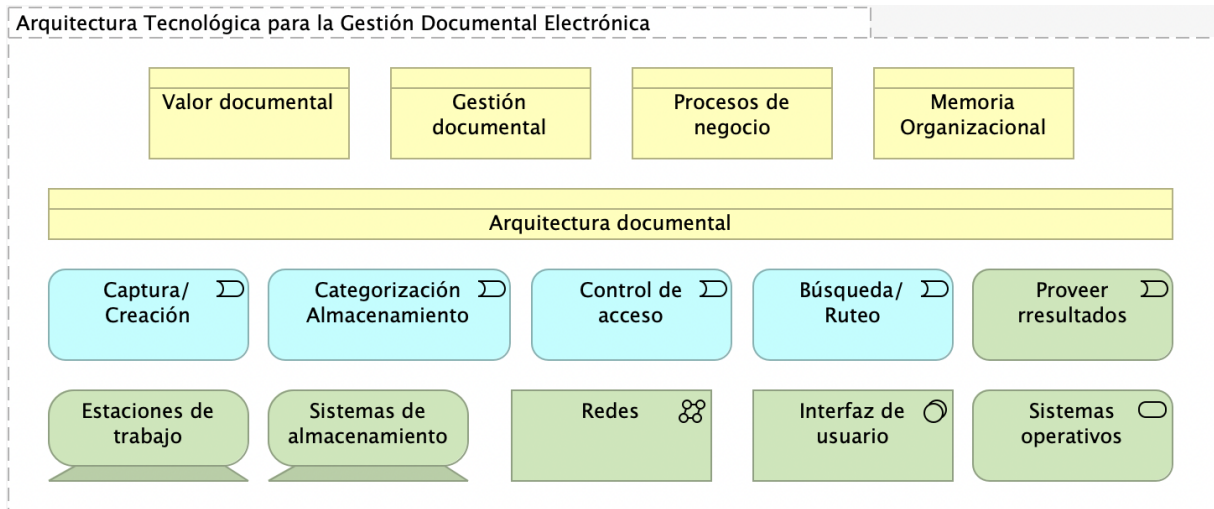 Arquitectura Tecnológica para la Gestión Documental Electrónica
Valor documental
Gestión
documental
Procesos de
negocio
Memoria
Organizacional
Arquitectura documental
Captura/
Creación
Categorización
Almacenamiento
Control de
acceso
Búsqueda/
Ruteo
Proveer
rresultados
Estaciones de
trabajo
Sistemas de
almacenamiento
Redes
Interfaz de
usuario
Sistemas
operativos